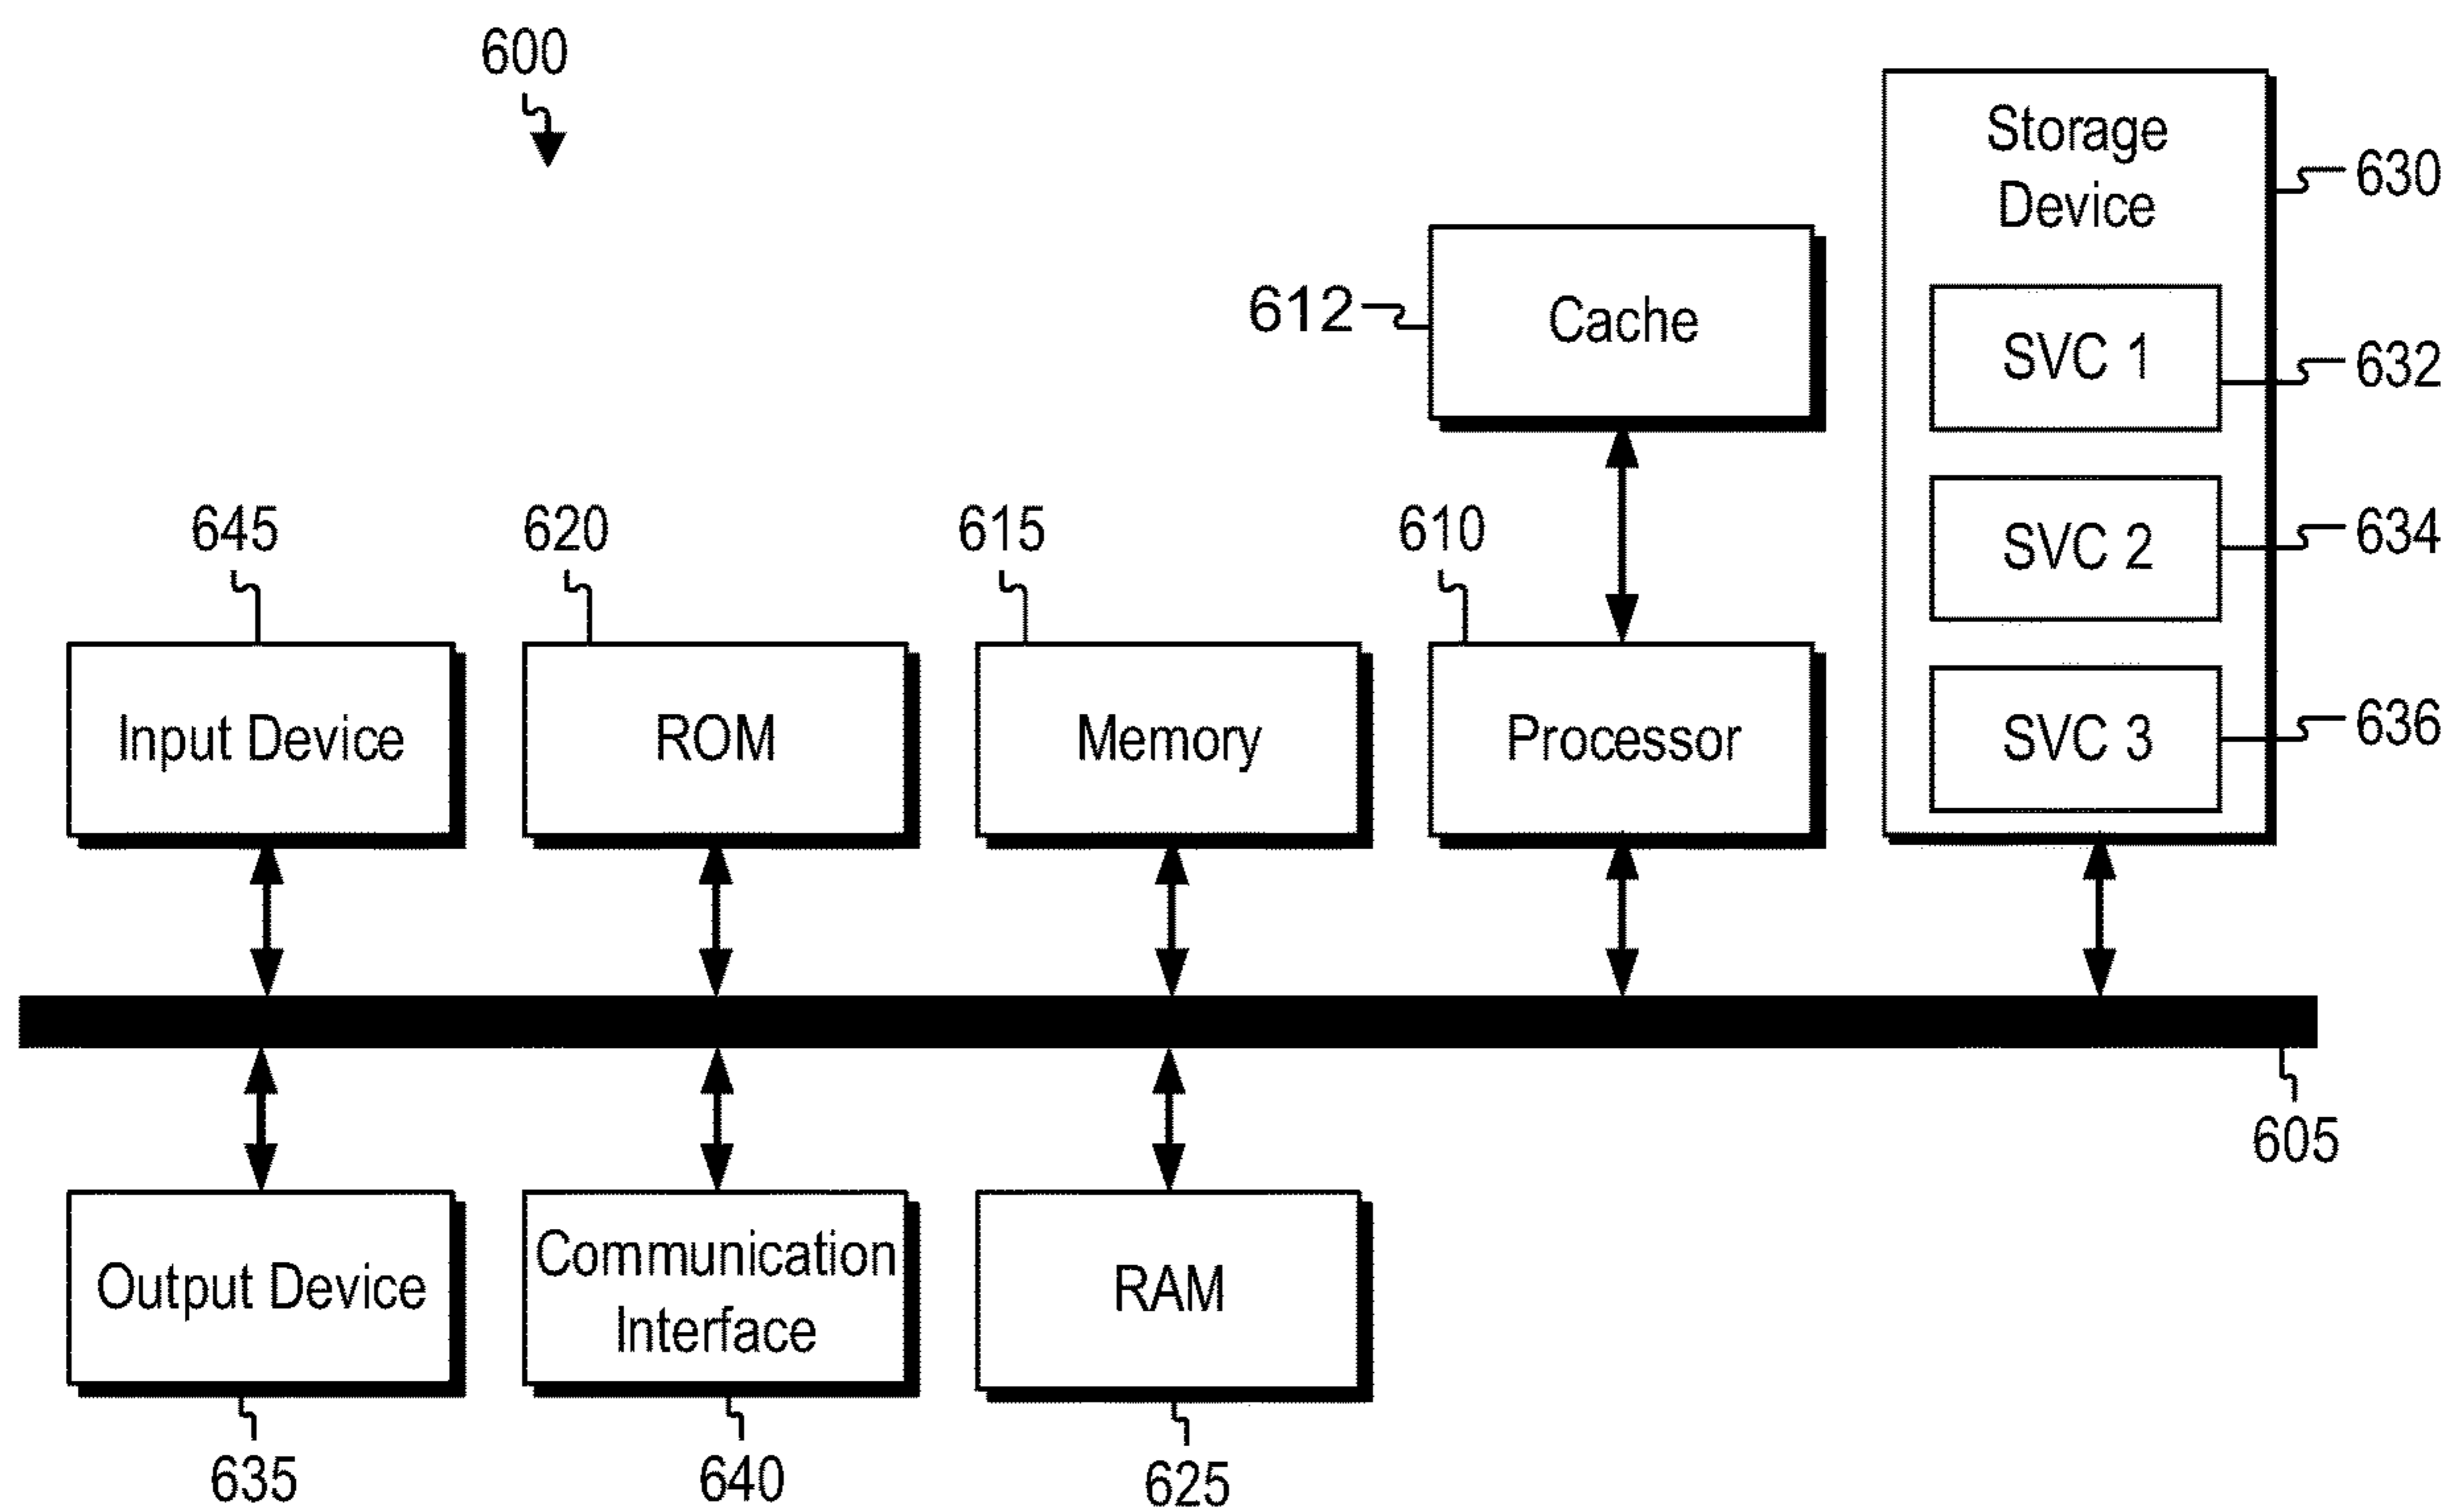 600
Storage
Device
630
612
Cache
SVC 1
632
645
620
615
610
SVC 2
634
Input Device
ROM
Memory
Processor
SVC 3
636
605
Output Device
Communication
Interface
RAM
635
640
625